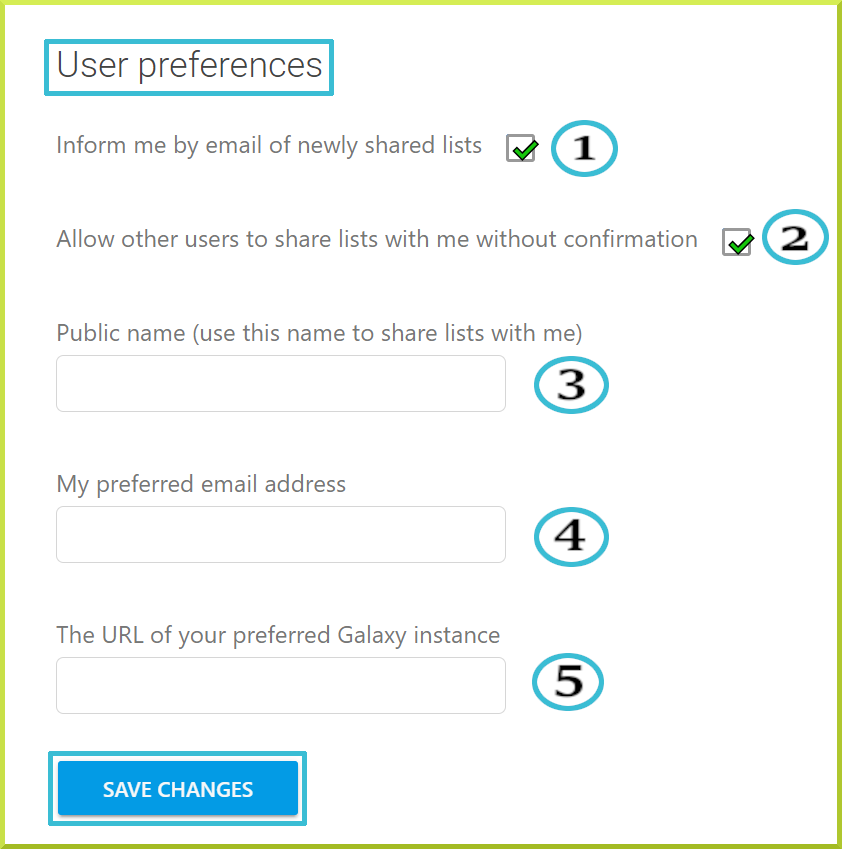 User preferences
Inform me by email of newly shared lists 1
Allow other users to share lists with me without confirmation 2
Public name (use this name to share lists with me)
3
My preferred email address
4
The URL of your preferred Galaxy instance
5
SAVE CHANGES